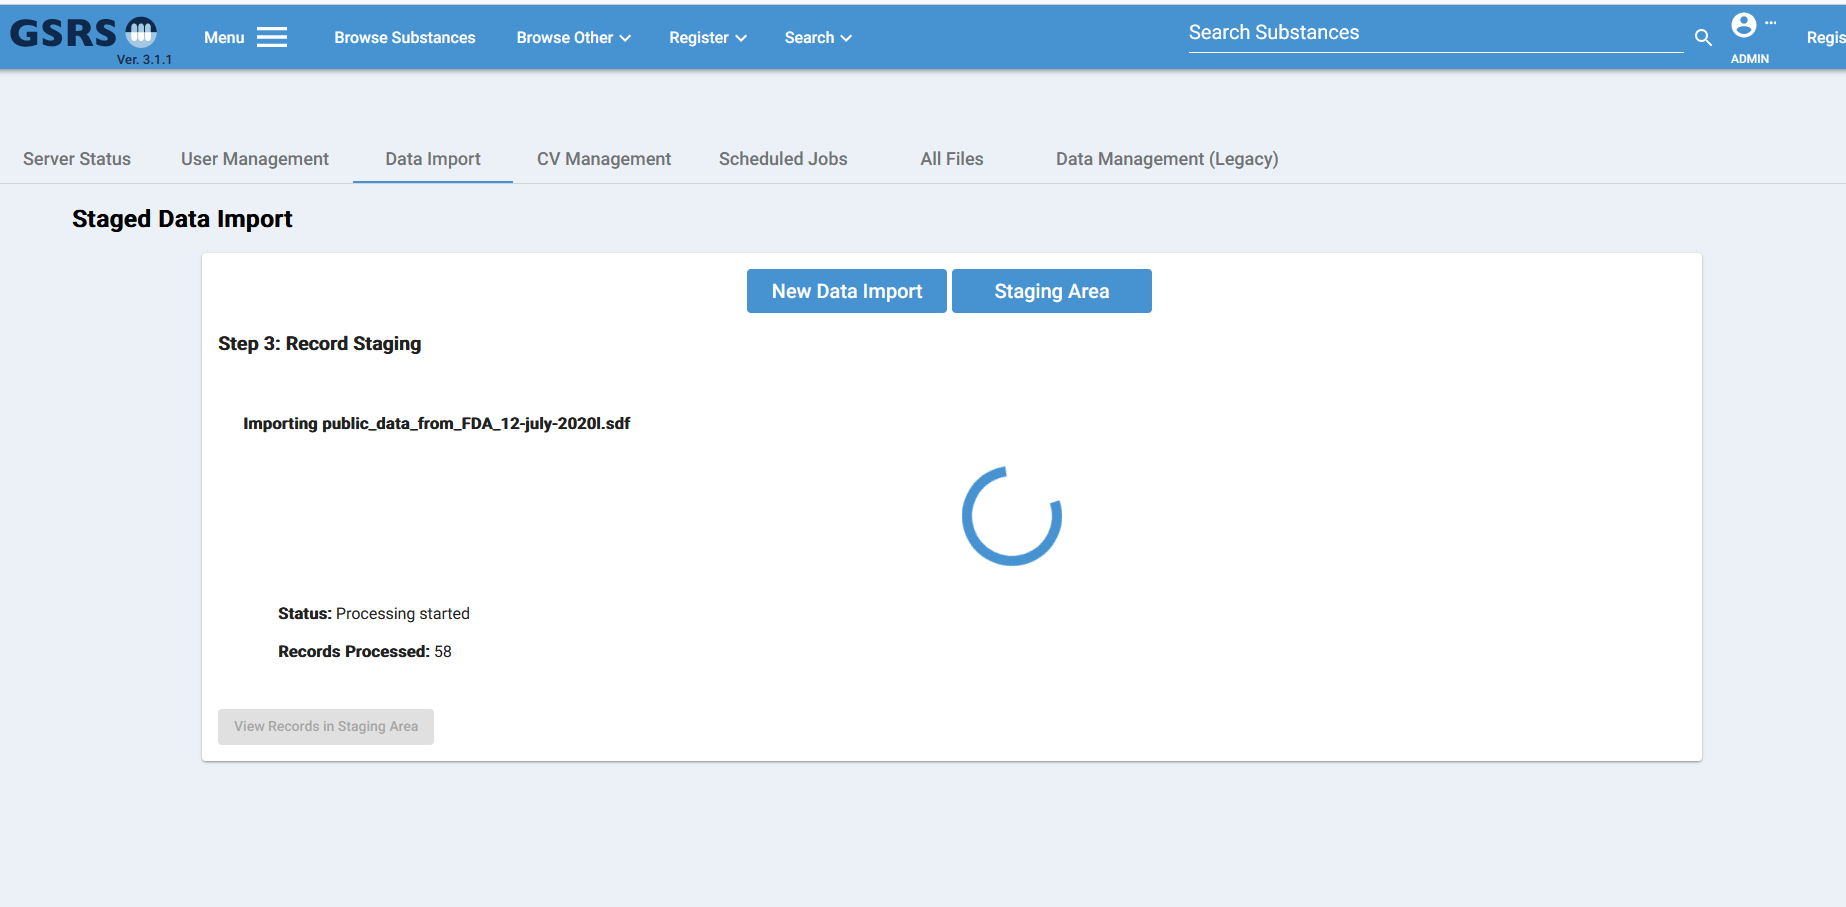 GSRS
Ver. 3.1.1
Menu
Browse Substances
Browse Other
Register
Search
Search Substances
ADMIN
Regis
Server Status
User Management
Data Import
CV Management
Scheduled Jobs
All Files
Data Management (Legacy)
Staged Data Import
New Data Import
Staging Area
Step 3: Record Staging
Importing public_data_from_FDA_12-july-2020l.sdf
Status: Processing started
Records Processed: 58
View Records in Staging Area